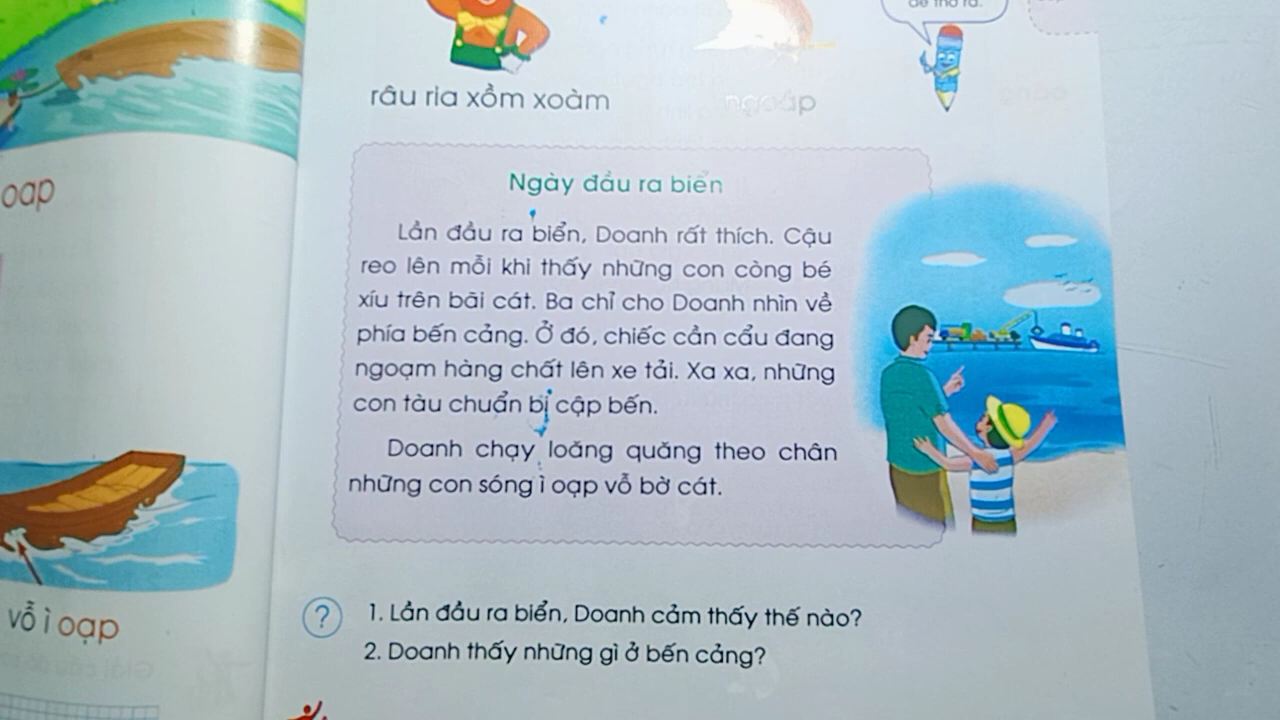 để thở ra.
râu ria xồm xoàm
ngoáp
oap
Ngày đầu ra biển
Lần đầu ra biển, Doanh rất thích. Cậu
reo lên mỗi khi thấy những con còng bé
xíu trên bãi cát. Ba chỉ cho Doanh nhìn về
phía bến cảng. Ở đó, chiếc cần cẩu đang
ngoạm hàng chất lên xe tải. Xa xa, những
con tàu chuẩn bị cập bến.
Doanh chạy loăng quăng theo chân
những con sóng ì oạp vỗ bờ cát.
vỗ ì oạp
? 1. Lần đầu ra biển, Doanh cảm thấy thế nào?
2. Doanh thấy những gì ở bến cảng?